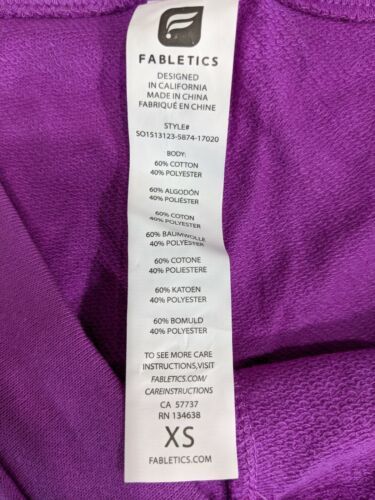 FABLETICS
DESIGNED
IN CALIFORNIA
MADE IN CHINA
FABRIQUÉ EN CHINE
STYLE#
SO1513123-5874-17020
BODY:
60% COTTON
40% POLYESTER
60% ALGODÓN
40% POLIÉSTER
60% COTON
40% POLYESTER
60% BAUMWOLLE
40% POLYESTER
60% COTONE
40% POLIESTERE
60% KATOEN
40% POLYESTER
60% BOMULD
40% POLYESTER
TO SEE MORE CARE
INSTRUCTIONS,VISIT
FABLETICS.COM/
CAREINSTRUCTIONS
CA 57737
RN 134638
XS
FABLETICS.COM